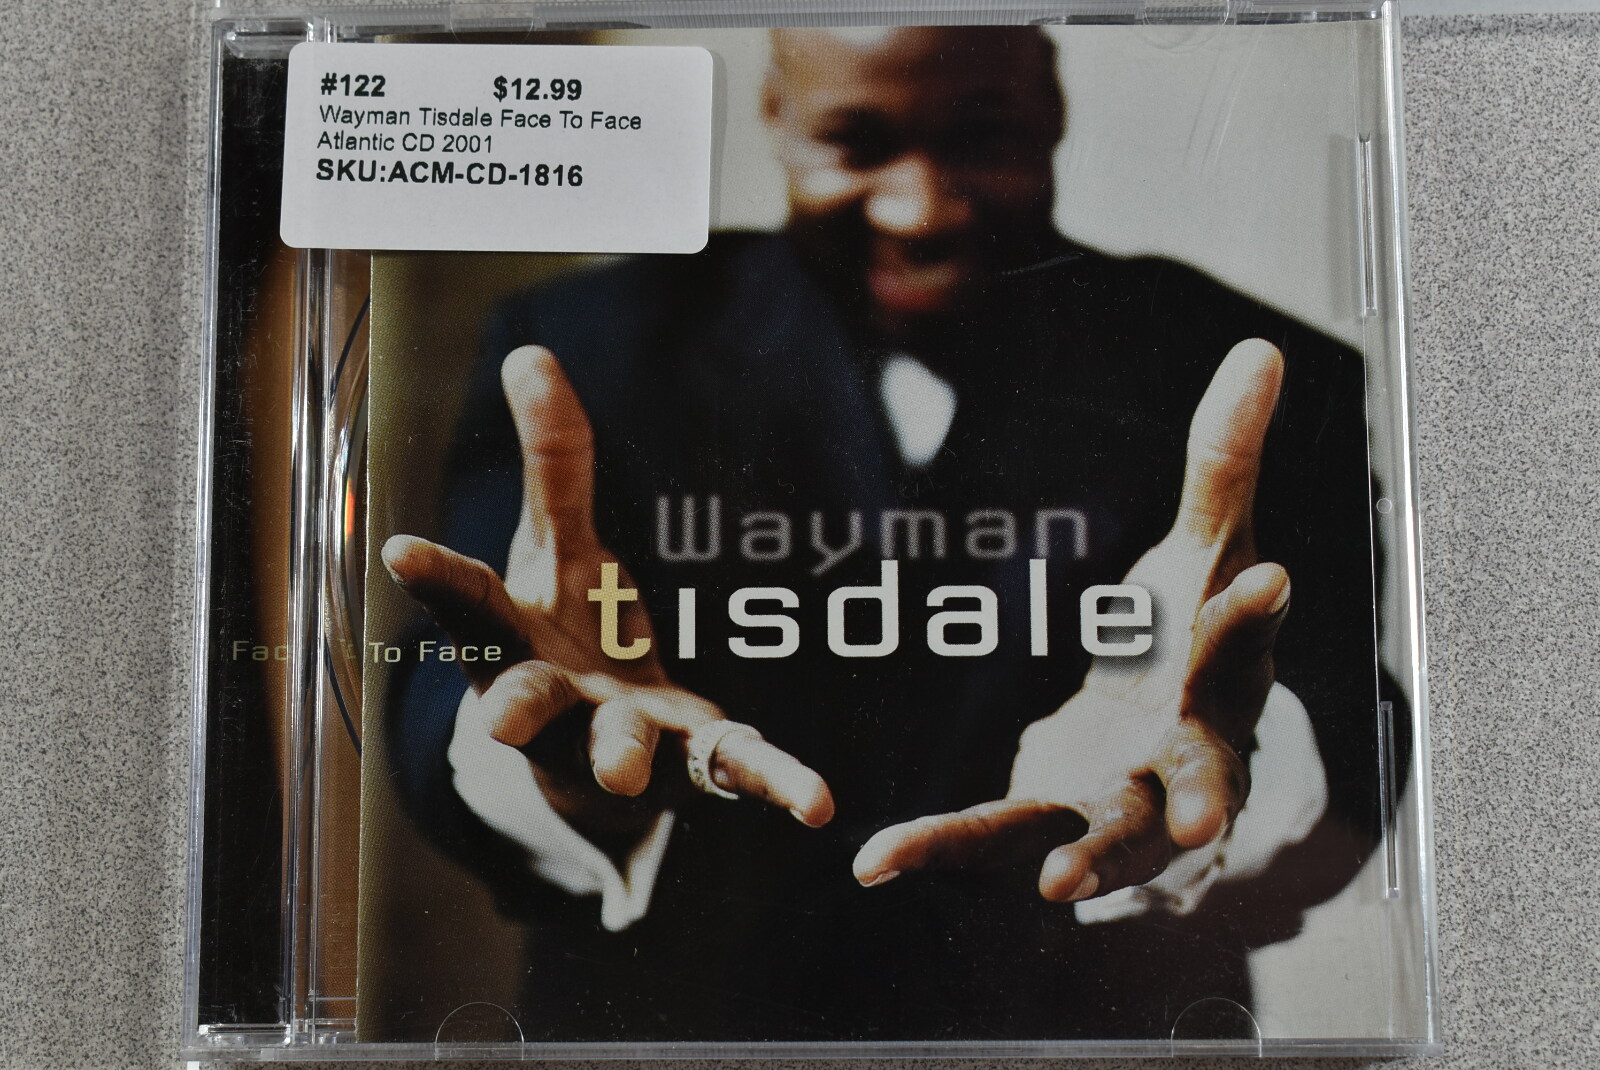 #122 $12.99
Wayman Tisdale Face To Face
Atlantic CD 2001
SKU:ACM-CD-1816
Wayman
tisdale
Fac To Face